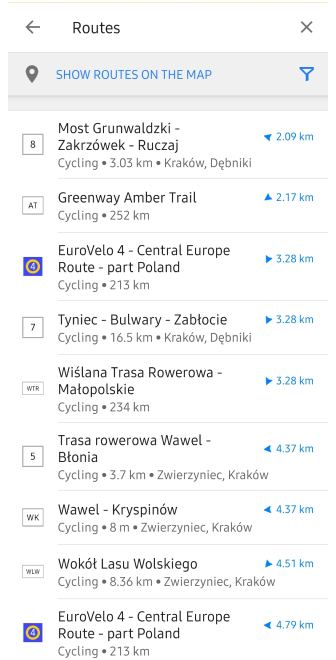 Routes
SHOW ROUTES ON THE MAP
8
Most Grunwaldzki -
Zakrzówek - Ruczaj
2.09 km
Cycling • 3.03 km • Kraków, Dębniki
AT
Greenway Amber Trail
2.17 km
Cycling • 252 km
4
EuroVelo 4 - Central Europe
Route - part Poland
3.28 km
Cycling • 213 km
7
Tyniec - Bulwary - Zabłocie
3.28 km
Cycling • 16.5 km • Kraków, Dębniki
WTR
Wiślana Trasa Rowerowa -
Małopolskie
3.28 km
Cycling • 234 km
5
Trasa rowerowa Wawel -
Błonia
4.37 km
Cycling • 3.7 km • Zwierzyniec, Kraków
WK
Wawel - Kryspinów
4.37 km
Cycling • 8 m • Zwierzyniec, Kraków
WLW
Wokół Lasu Wolskiego
4.51 km
Cycling • 8.36 km • Zwierzyniec, Kraków
4
EuroVelo 4 - Central Europe
Route - part Poland
4.79 km
Cycling • 213 km